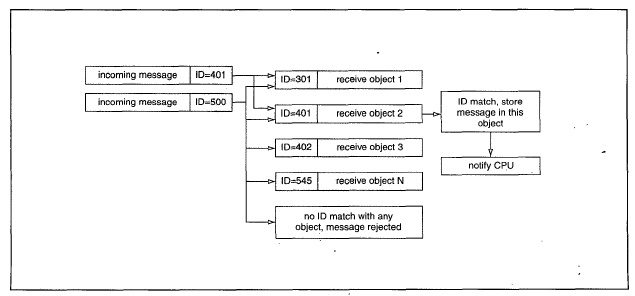 incoming message ID=401
incoming message ID=500
ID=301 receive object 1
ID=401 receive object 2
ID=402 receive object 3
ID=545 receive object N
no ID match with any
object, message rejected
ID match, store
message in this
object
notify CPU